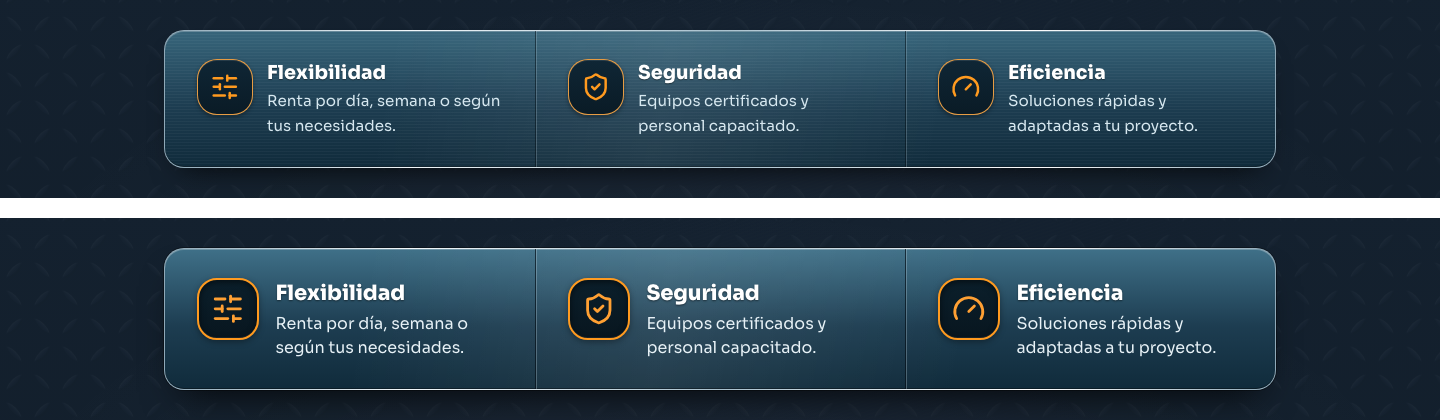 Flexibilidad
Renta por día, semana o según
tus necesidades.
Seguridad
Equipos certificados y
personal capacitado.
Eficiencia
Soluciones rápidas y
adaptadas a tu proyecto.
Flexibilidad
Renta por día, semana o
según tus necesidades.
Seguridad
Equipos certificados y
personal capacitado.
Eficiencia
Soluciones rápidas y
adaptadas a tu proyecto.